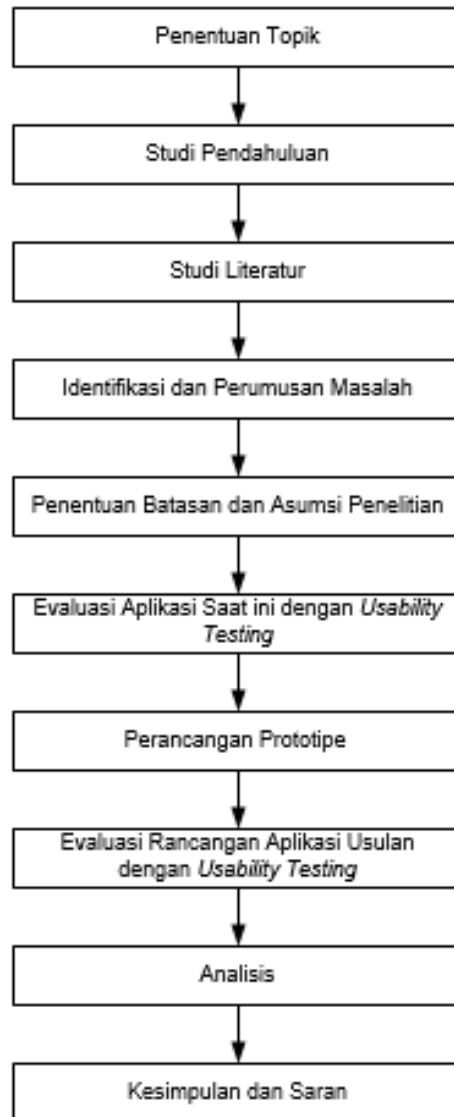 Penentuan Topik
Studi Pendahuluan
Studi Literatur
Identifikasi dan Perumusan Masalah
Penentuan Batasan dan Asumsi Penelitian
Evaluasi Aplikasi Saat ini dengan Usability
Testing
Perancangan Prototipe
Evaluasi Rancangan Aplikasi Usulan
dengan Usability Testing
Analisis
Kesimpulan dan Saran